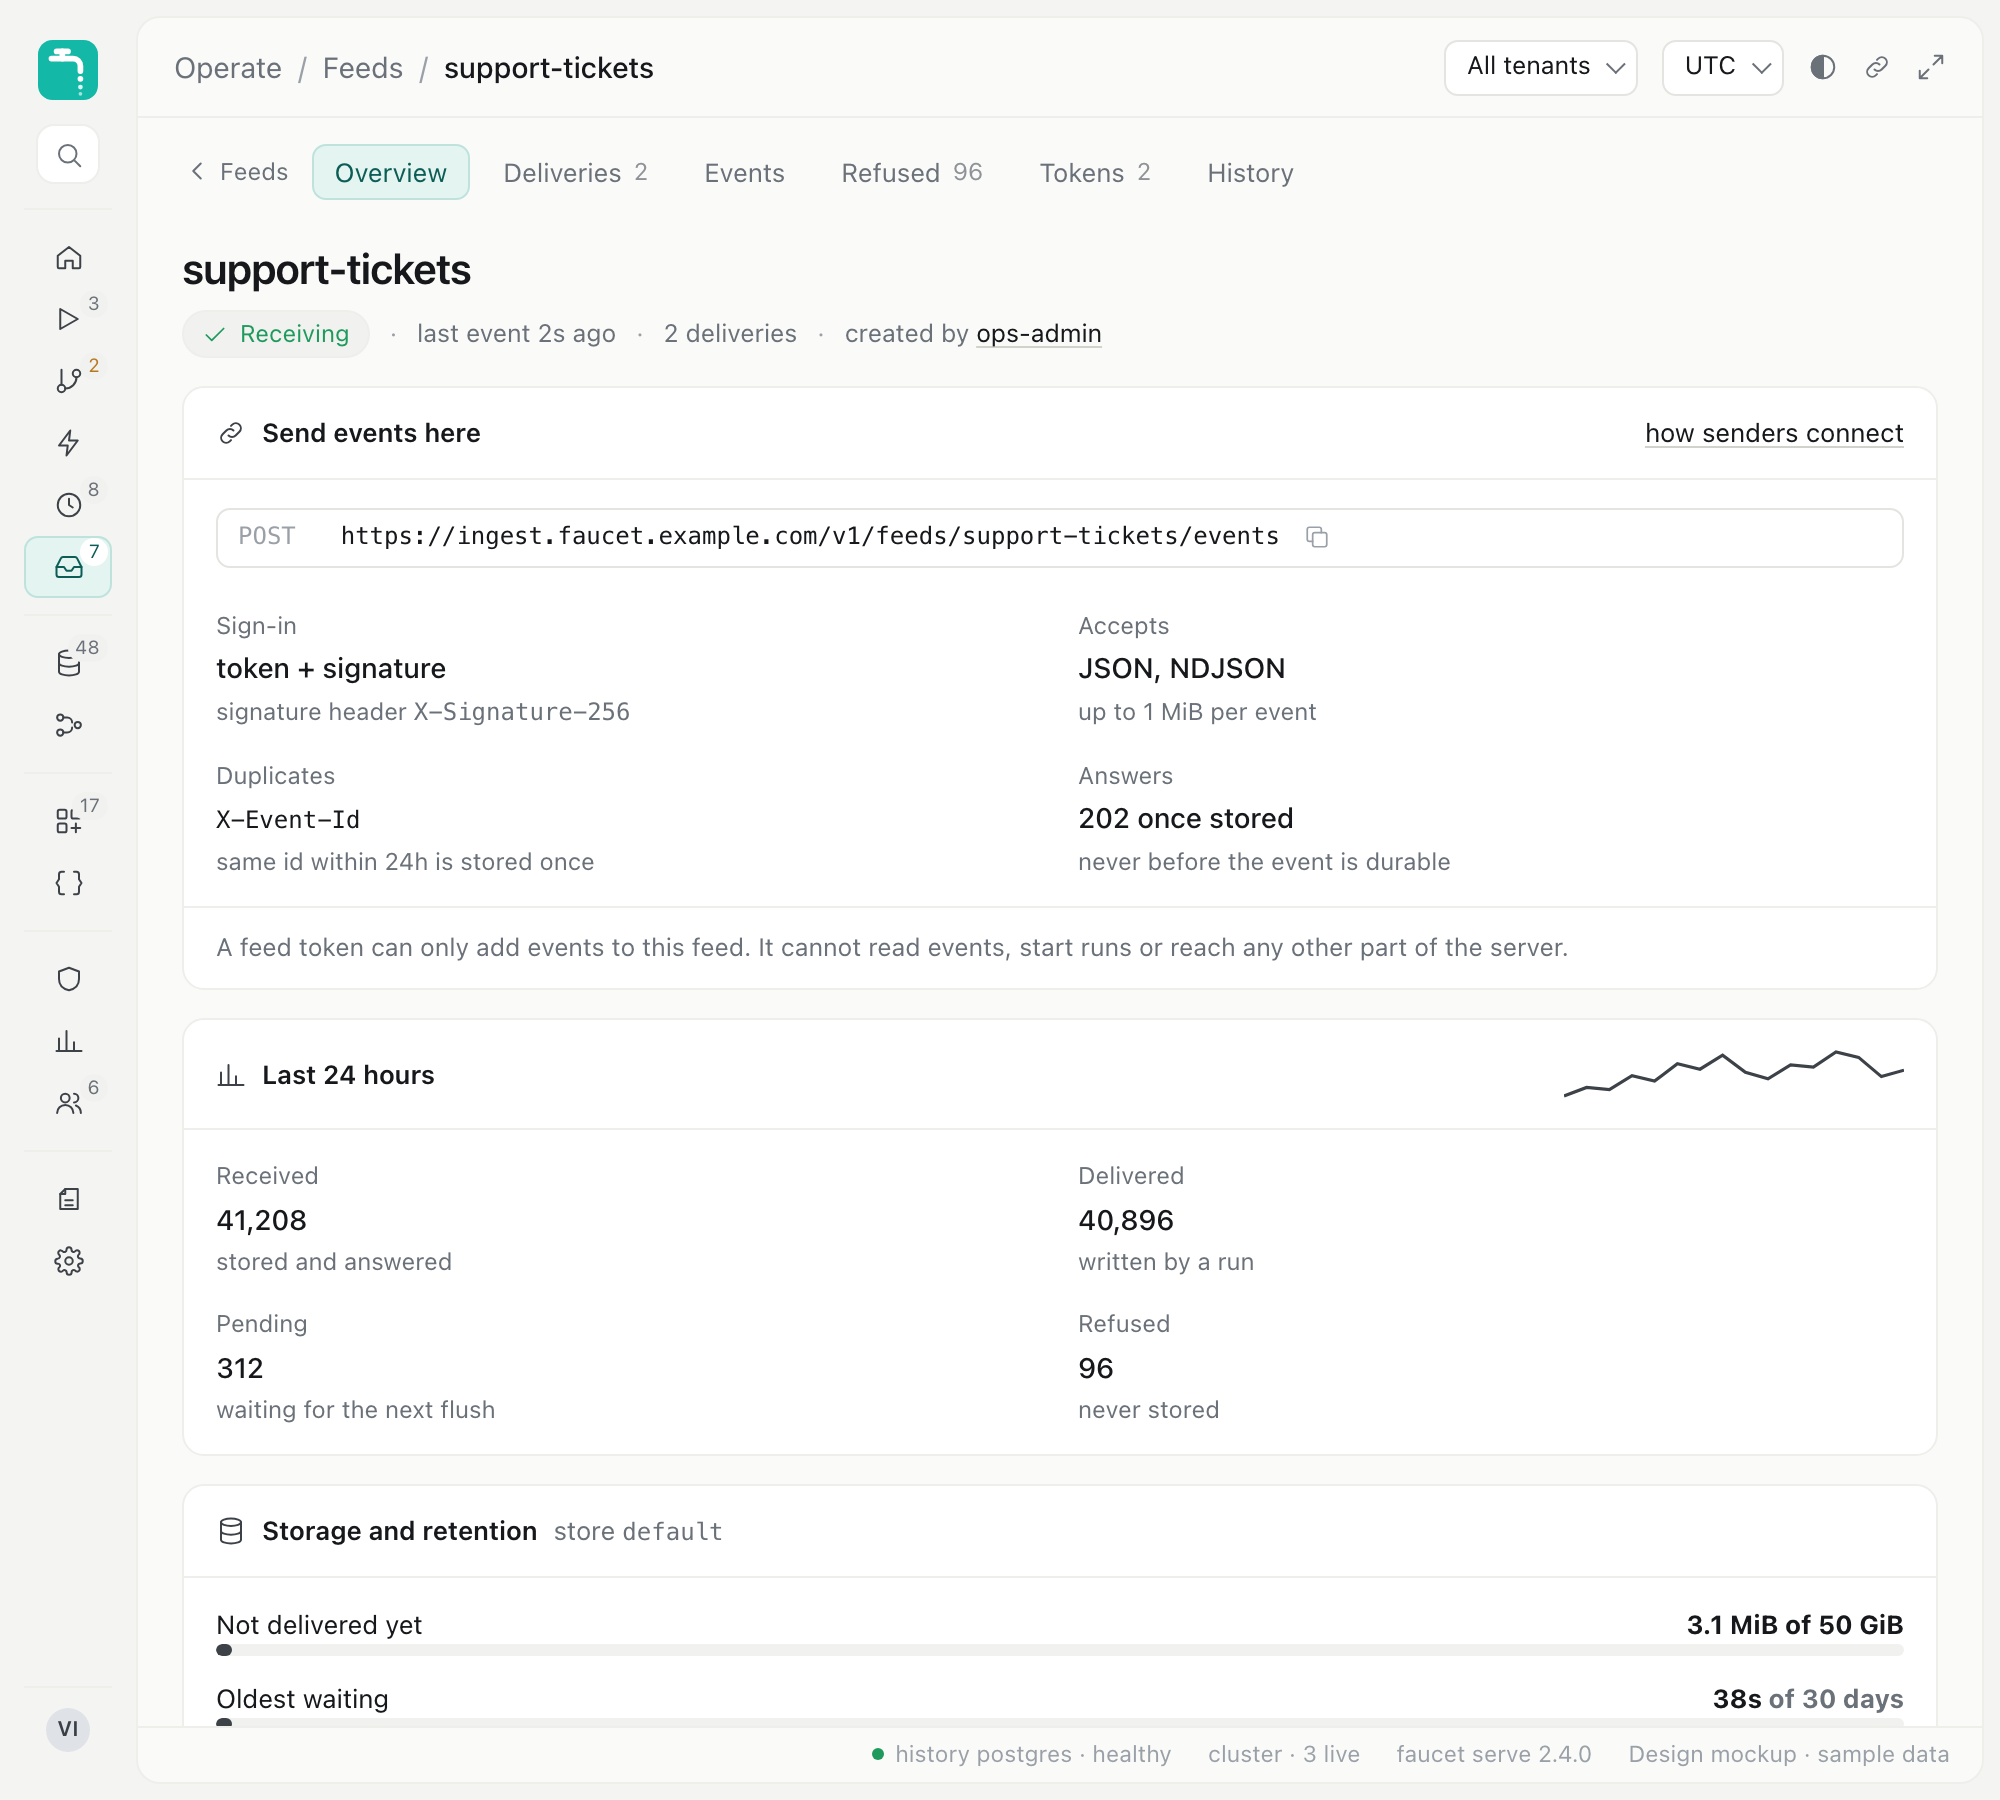 Operate / Feeds / support-tickets
All tenants
UTC
Feeds
Overview
Deliveries 2
Events
Refused 96
Tokens 2
History
3
2
8
7
48
17
6
VI
support-tickets
Receiving · last event 2s ago · 2 deliveries · created by ops-admin
Send events here
how senders connect
POST https://ingest.faucet.example.com/v1/feeds/support-tickets/events
Sign-in
token + signature
signature header X-Signature-256
Accepts
JSON, NDJSON
up to 1 MiB per event
Duplicates
X-Event-Id
same id within 24h is stored once
Answers
202 once stored
never before the event is durable
A feed token can only add events to this feed. It cannot read events, start runs or reach any other part of the server.
Last 24 hours
Received
41,208
stored and answered
Delivered
40,896
written by a run
Pending
312
waiting for the next flush
Refused
96
never stored
Storage and retention store default
Not delivered yet
3.1 MiB of 50 GiB
Oldest waiting
38s of 30 days
history postgres · healthy
cluster · 3 live
faucet serve 2.4.0
Design mockup · sample data